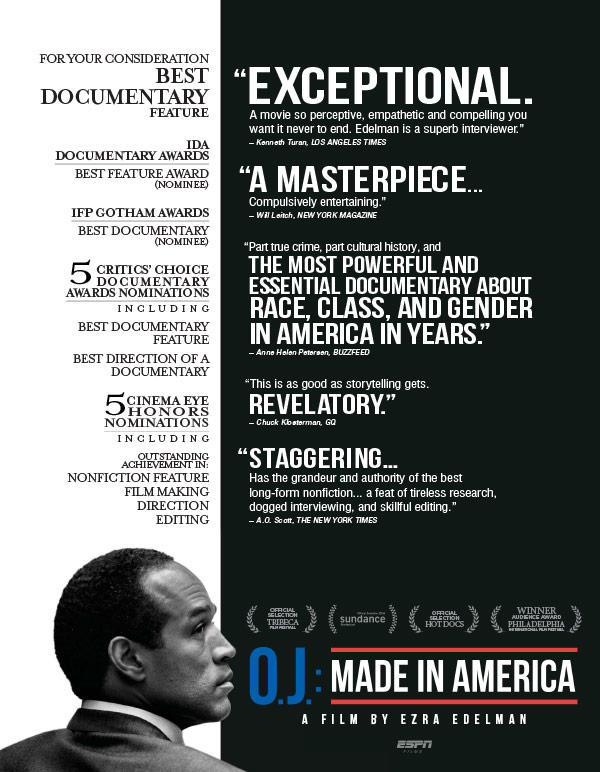 FOR YOUR CONSIDERATION
BEST
DOCUMENTARY
FEATURE
IDA
DOCUMENTARY AWARDS
BEST FEATURE AWARD
(NOMINEE)
IFP GOTHAM AWARDS
BEST DOCUMENTARY
(NOMINEE)
5 CRITICS' CHOICE
DOCUMENTARY
AWARDS NOMINATIONS
INCLUDING
BEST DOCUMENTARY
FEATURE
BEST DIRECTION OF A
DOCUMENTARY
5 CINEMA EYE
HONORS
NOMINATIONS
INCLUDING
OUTSTANDING
ACHIEVEMENT IN:
NONFICTION FEATURE
FILM MAKING
DIRECTION
EDITING
“EXCEPTIONAL.
A movie so perceptive, empathetic and compelling you
want it never to end. Edelman is a superb interviewer.”
– Kenneth Turan, LOS ANGELES TIMES
“A MASTERPIECE...
Compulsively entertaining.”
– Will Leitch, NEW YORK MAGAZINE
“Part true crime, part cultural history, and
THE MOST POWERFUL AND
ESSENTIAL DOCUMENTARY ABOUT
RACE, CLASS, AND GENDER
IN AMERICA IN YEARS.”
– Anne Helen Petersen, BUZZFEED
“This is as good as storytelling gets.
REVELATORY.”
– Chuck Klosterman, GQ
“STAGGERING...
Has the grandeur and authority of the best
long-form nonfiction... a feat of tireless research,
dogged interviewing, and skillful editing.”
– A.O. Scott, THE NEW YORK TIMES
OFFICIAL
SELECTION
TRIBECA
FILM FESTIVAL
sundance
OFFICIAL
SELECTION
HOT DOCS
WINNER
AUDIENCE AWARD
PHILADELPHIA
INTERNATIONAL FILM FESTIVAL
O.J.: MADE IN AMERICA
A FILM BY EZRA EDELMAN
ESPN
FILMS